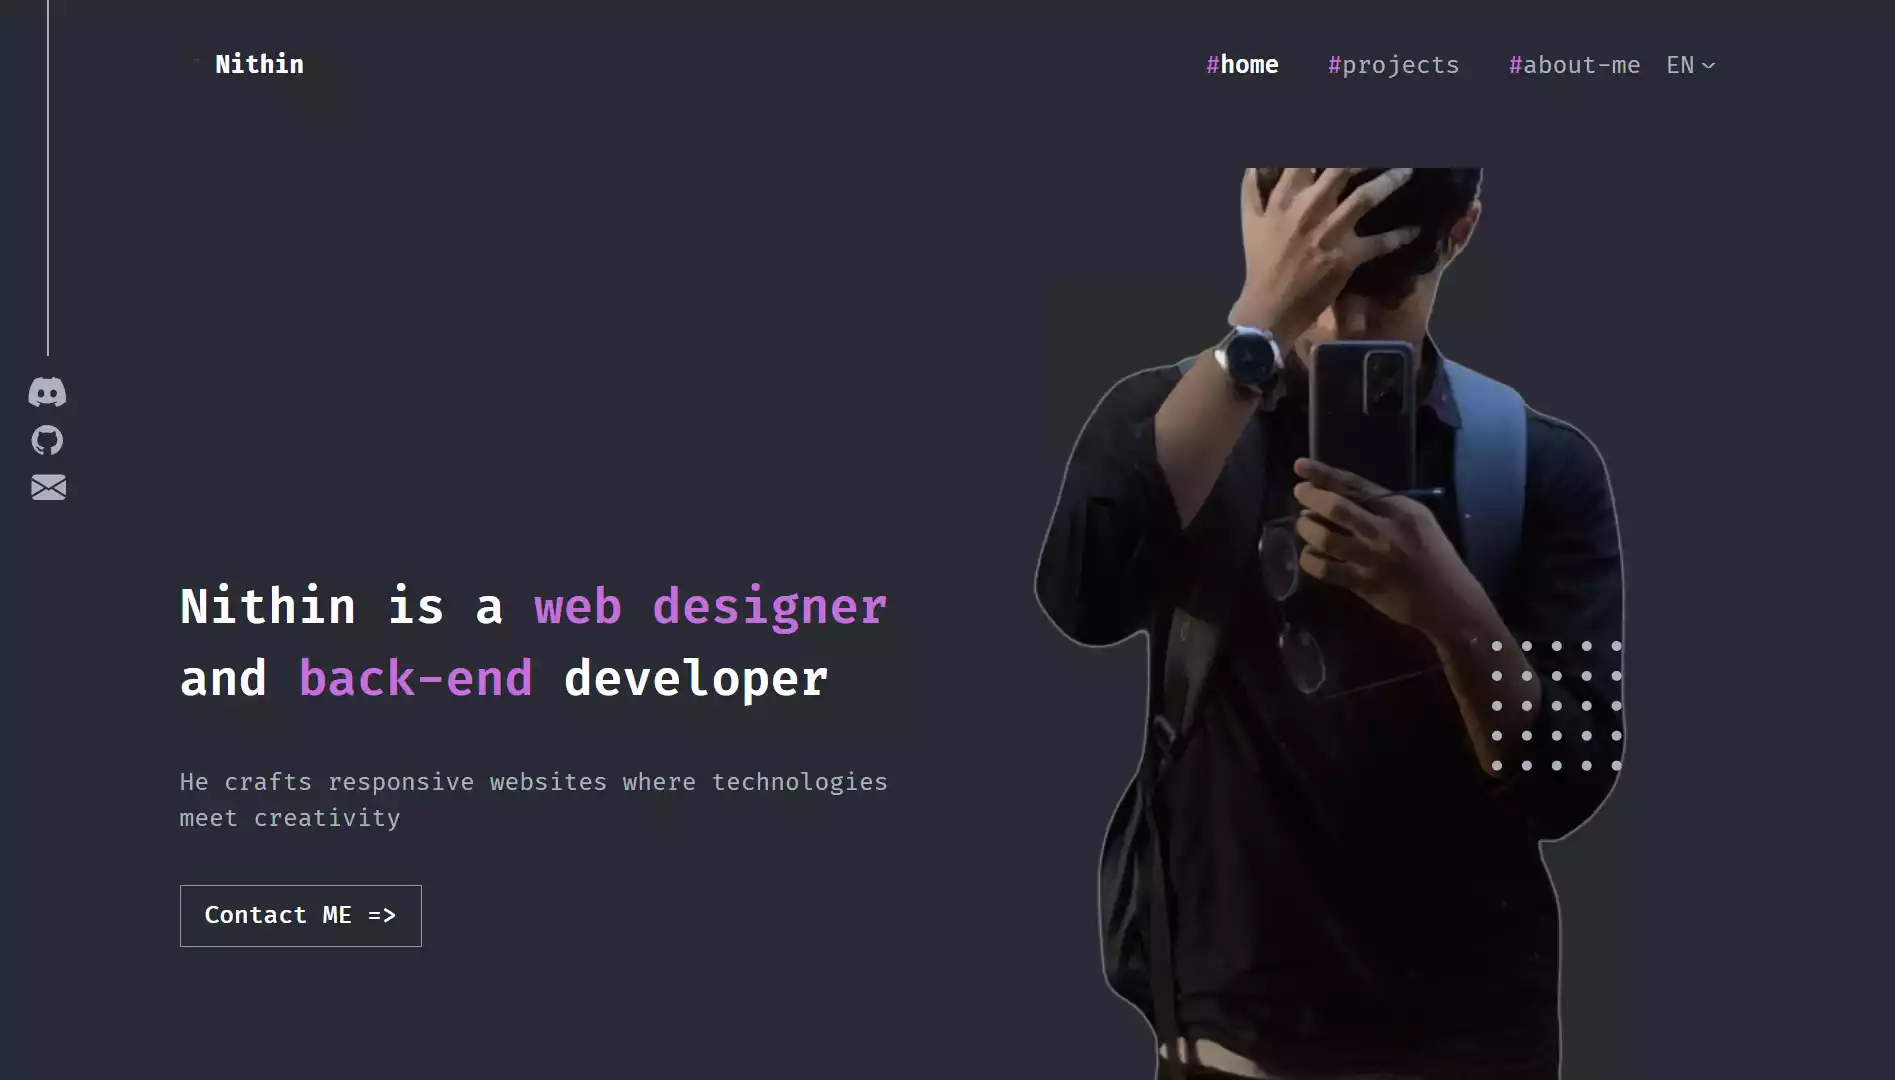 Nithin
#home #projects #about-me EN
Nithin is a web designer
and back-end developer
He crafts responsive websites where technologies
meet creativity
Contact ME =>